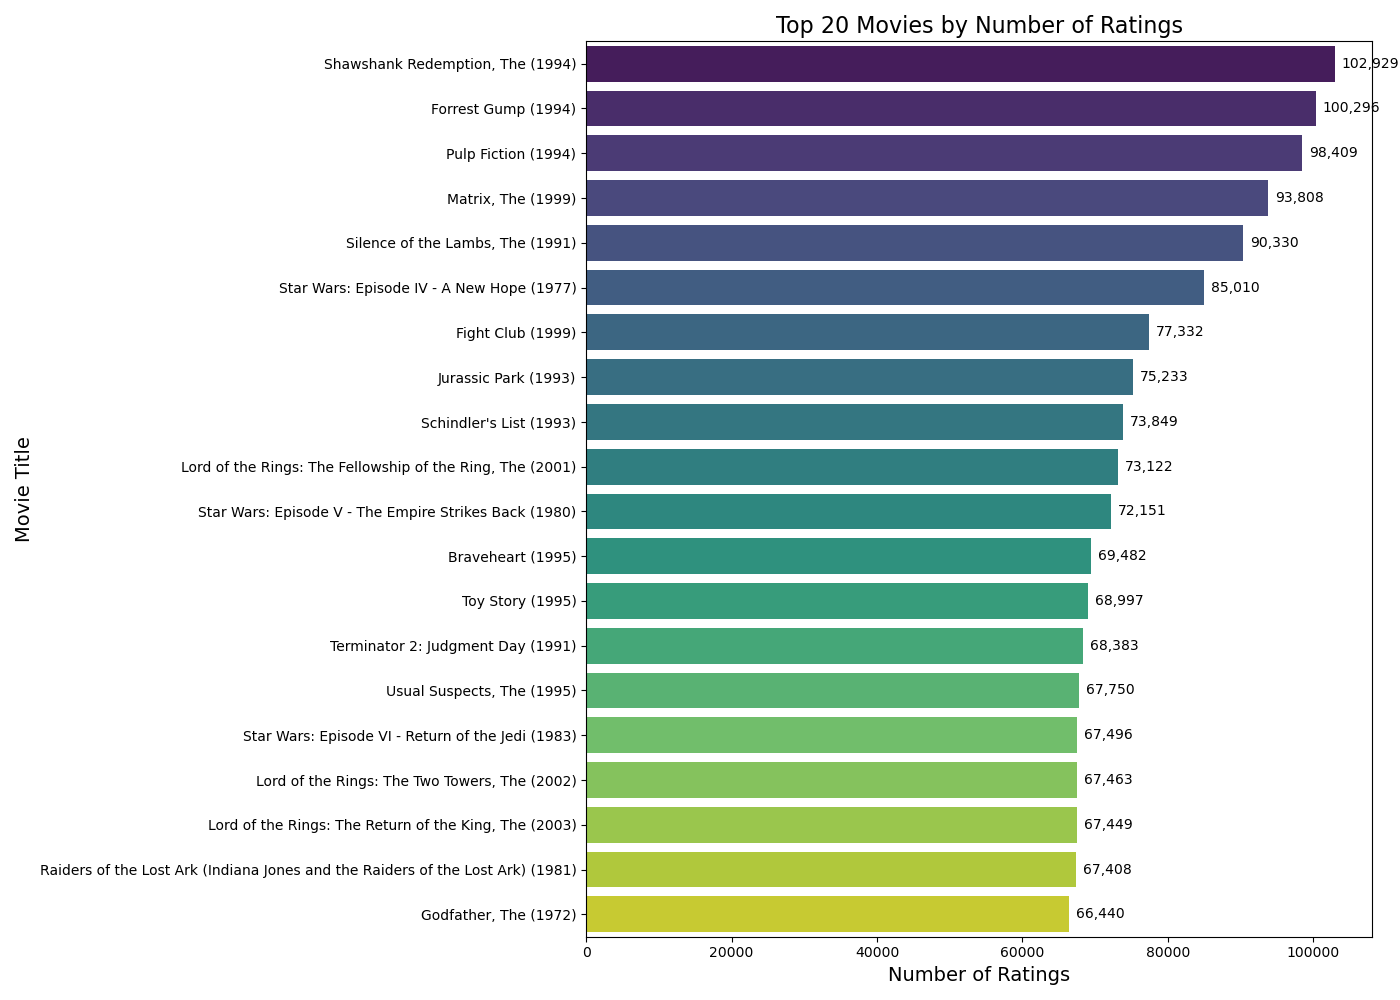 Top 20 Movies by Number of Ratings
Shawshank Redemption, The (1994) 102,929
Forrest Gump (1994) 100,296
Pulp Fiction (1994) 98,409
Matrix, The (1999) 93,808
Silence of the Lambs, The (1991) 90,330
Star Wars: Episode IV - A New Hope (1977) 85,010
Fight Club (1999) 77,332
Jurassic Park (1993) 75,233
Schindler's List (1993) 73,849
Lord of the Rings: The Fellowship of the Ring, The (2001) 73,122
Star Wars: Episode V - The Empire Strikes Back (1980) 72,151
Braveheart (1995) 69,482
Toy Story (1995) 68,997
Terminator 2: Judgment Day (1991) 68,383
Usual Suspects, The (1995) 67,750
Star Wars: Episode VI - Return of the Jedi (1983) 67,496
Lord of the Rings: The Two Towers, The (2002) 67,463
Lord of the Rings: The Return of the King, The (2003) 67,449
Raiders of the Lost Ark (Indiana Jones and the Raiders of the Lost Ark) (1981) 67,408
Godfather, The (1972) 66,440
0 20000 40000 60000 80000 100000
Number of Ratings
Movie Title